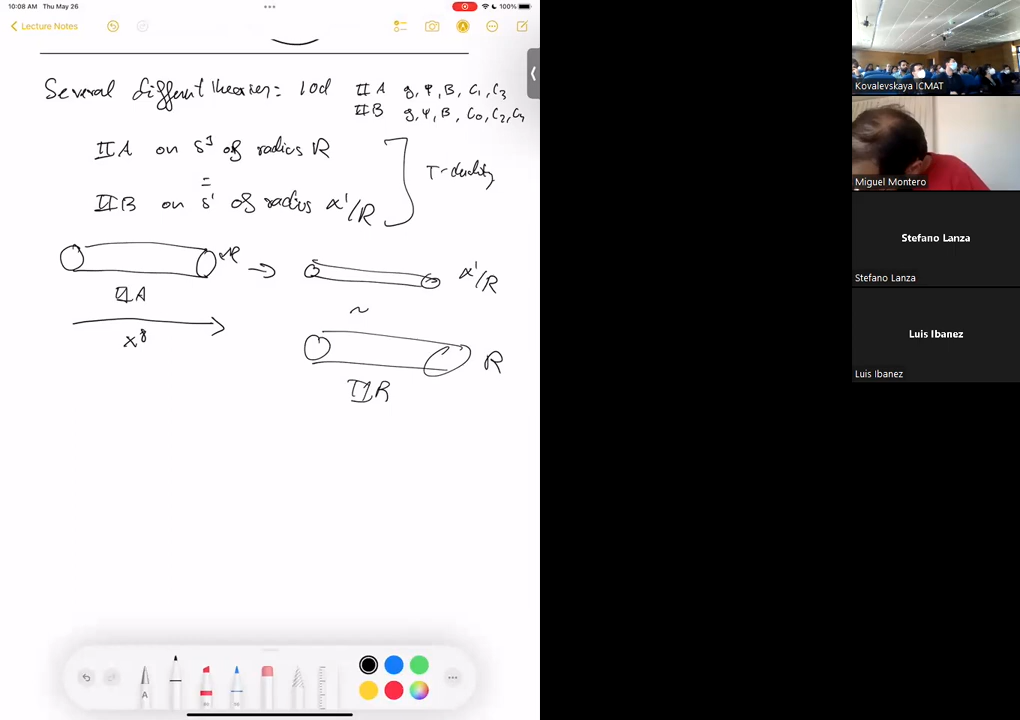 10:08 AM Thu May 26
100%
Lecture Notes
Several different theories: 10d IIA g, φ, B, C₁, C₃
IIB g, φ, B, C₀, C₂, C₄
IIA on S¹ of radius R
=
IIB on S¹ of radius α'/R
T-duality
R → α'/R
IIA
~
x⁸
R
IIB
A
Kovalevskaya ICMAT
Miguel Montero
Stefano Lanza
Stefano Lanza
Luis Ibanez
Luis Ibanez